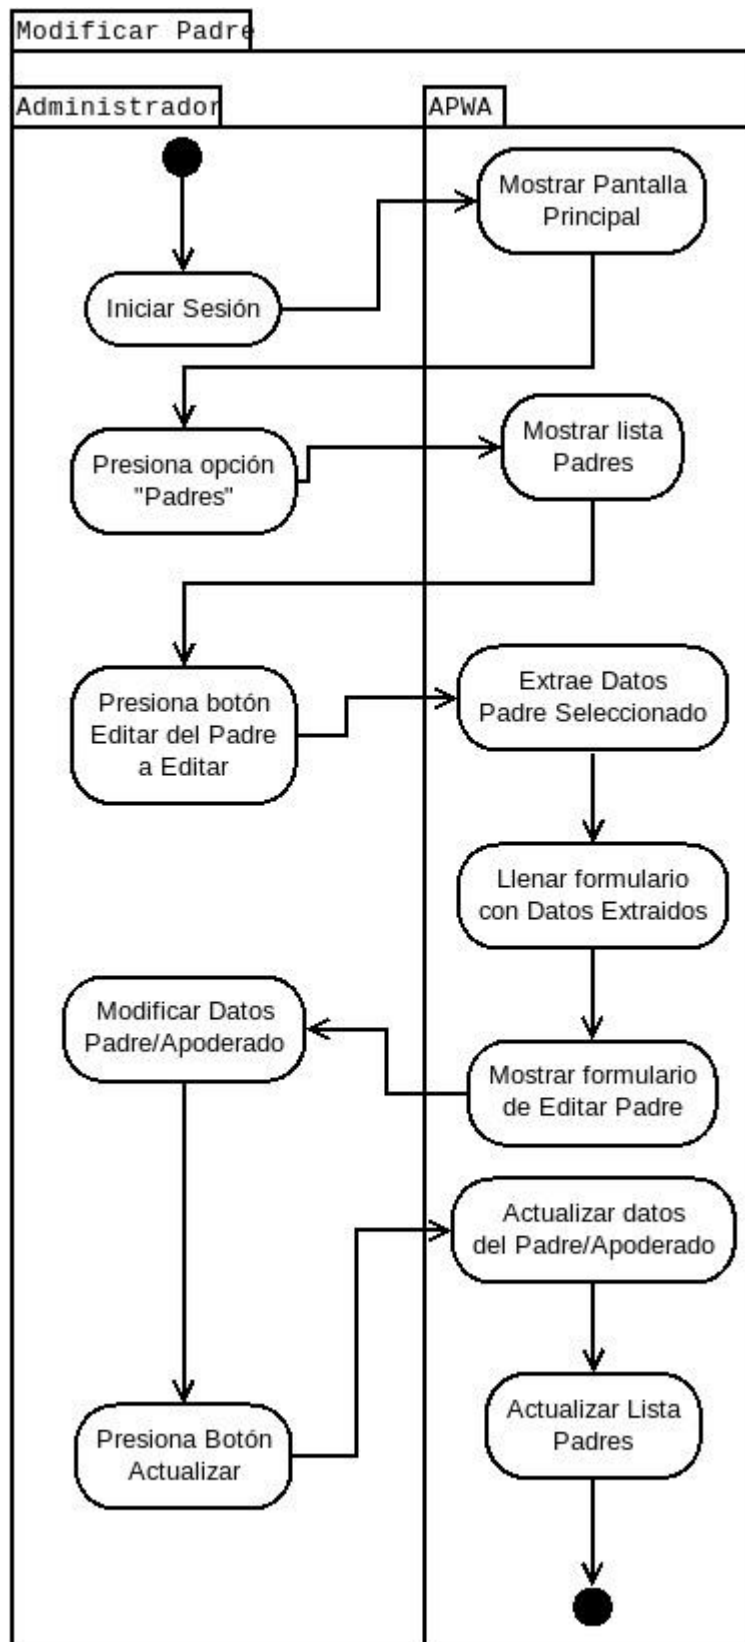 Modificar Padre
Administrador
APWA
Mostrar Pantalla
Principal
Iniciar Sesión
Presiona opción
"Padres"
Mostrar lista
Padres
Presiona botón
Editar del Padre
a Editar
Extrae Datos
Padre Seleccionado
Llenar formulario
con Datos Extraidos
Modificar Datos
Padre/Apoderado
Mostrar formulario
de Editar Padre
Actualizar datos
del Padre/Apoderado
Presiona Botón
Actualizar
Actualizar Lista
Padres